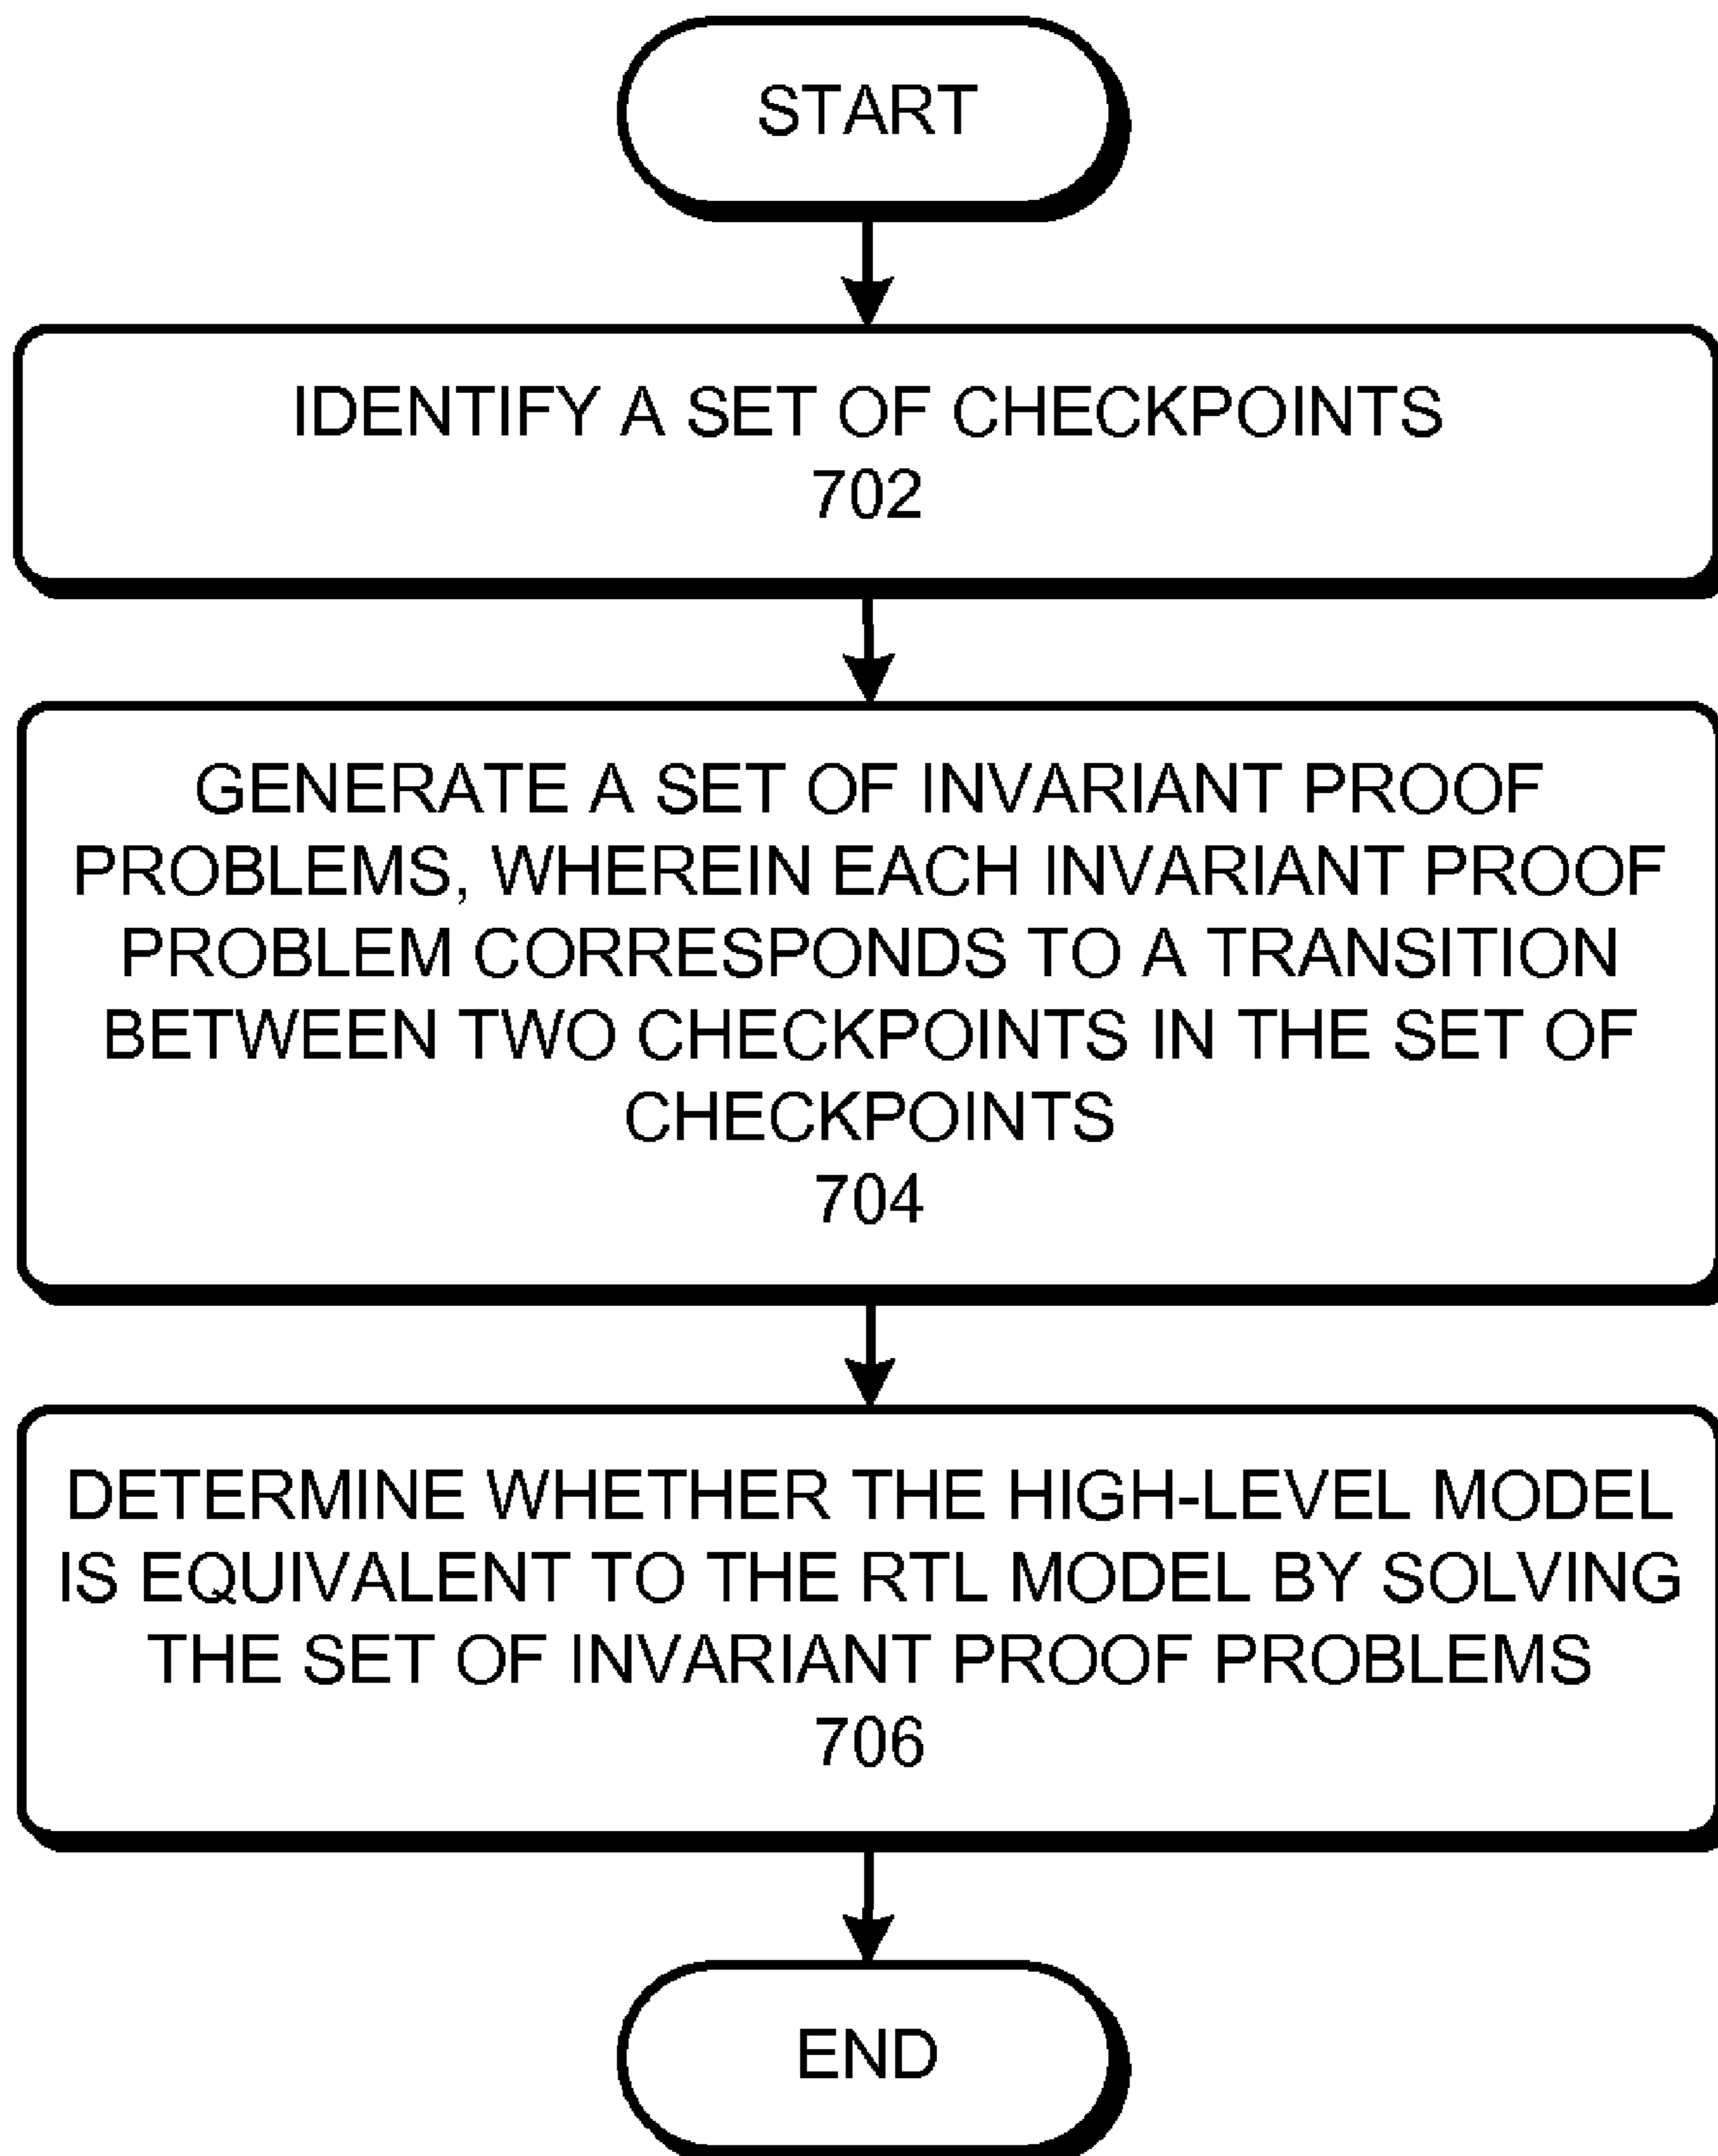 START
IDENTIFY A SET OF CHECKPOINTS
702
GENERATE A SET OF INVARIANT PROOF
PROBLEMS, WHEREIN EACH INVARIANT PROOF
PROBLEM CORRESPONDS TO A TRANSITION
BETWEEN TWO CHECKPOINTS IN THE SET OF
CHECKPOINTS
704
DETERMINE WHETHER THE HIGH-LEVEL MODEL
IS EQUIVALENT TO THE RTL MODEL BY SOLVING
THE SET OF INVARIANT PROOF PROBLEMS
706
END